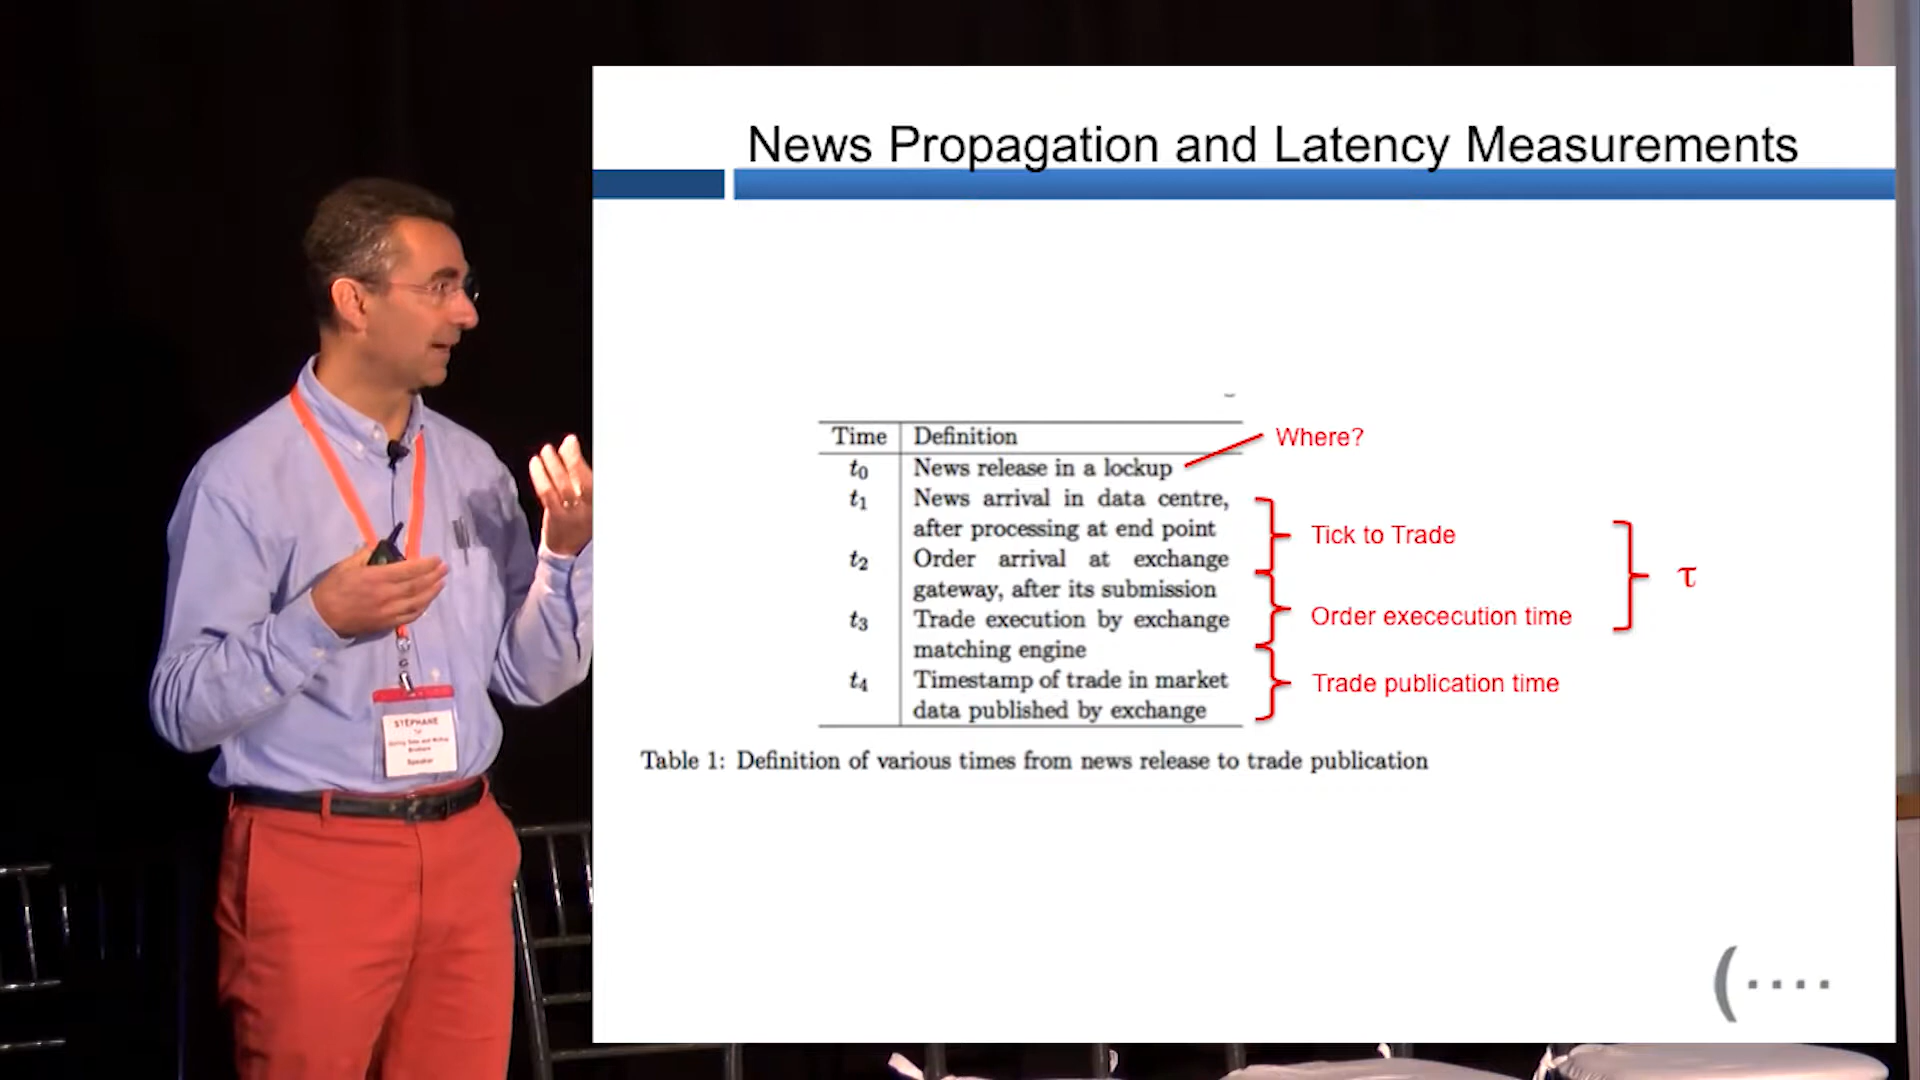 News Propagation and Latency Measurements
Time Definition
t0 News release in a lockup
t1 News arrival in data centre,
after processing at end point
t2 Order arrival at exchange
gateway, after its submission
t3 Trade execution by exchange
matching engine
t4 Timestamp of trade in market
data published by exchange
Where?
Tick to Trade
Order exececution time
Trade publication time
τ
Table 1: Definition of various times from news release to trade publication
(····
STÉPHANE
Speaker